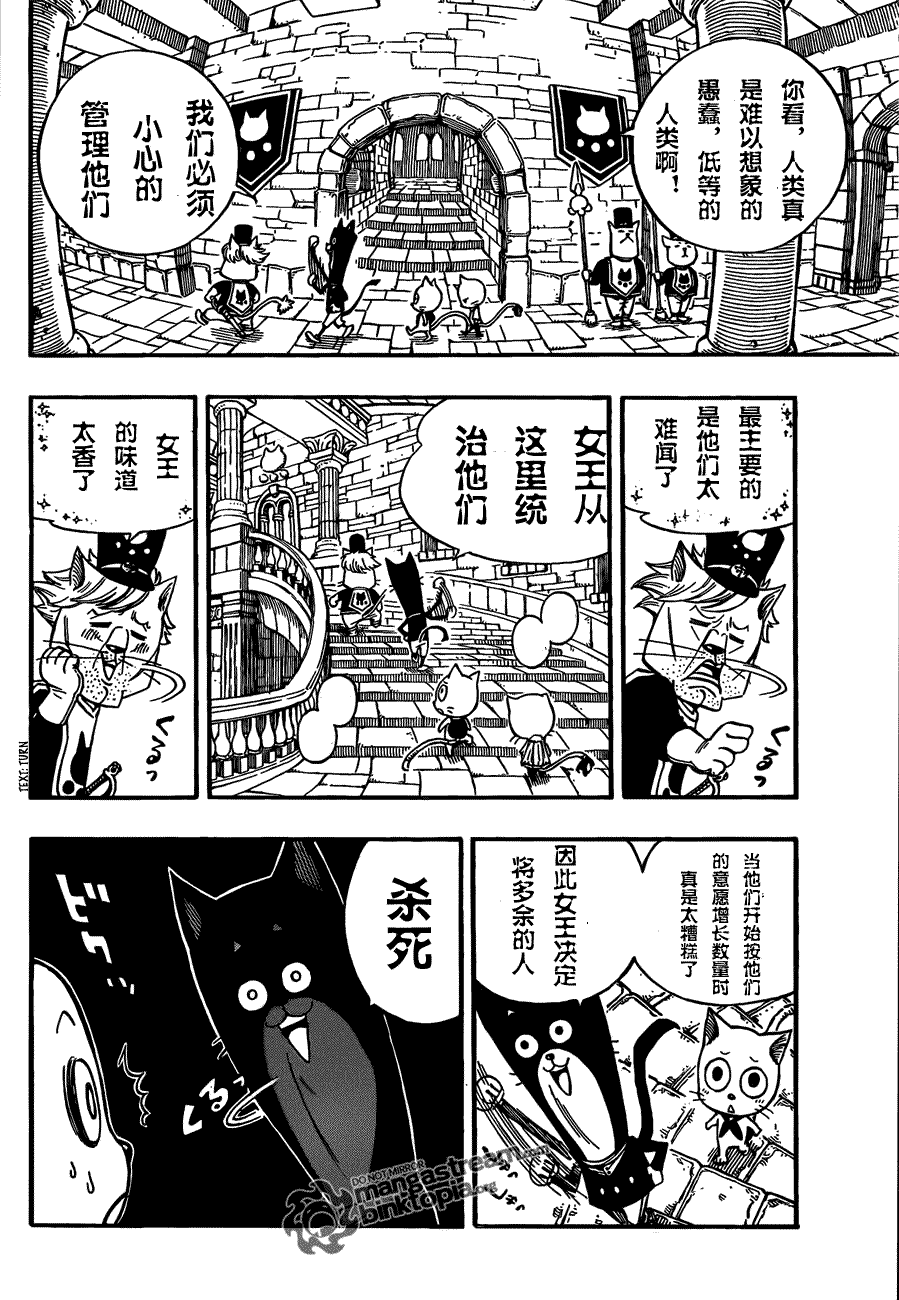 你看，人类真
是难以想象的
愚蠢，低等的
人类啊！
我们必须
小心的
管理他们
最主要的
是他们太
难闻了
くるっ
女王从
这里统
治他们
女王
的味道
太香了
くるっ
TEXT: TURN
当他们开始按他们
的意愿增长数量时
真是太糟糕了
因此女王决定
将多余的人
杀死
くるっ
DO NOT MIRROR
mangastream.com
binktopia.org